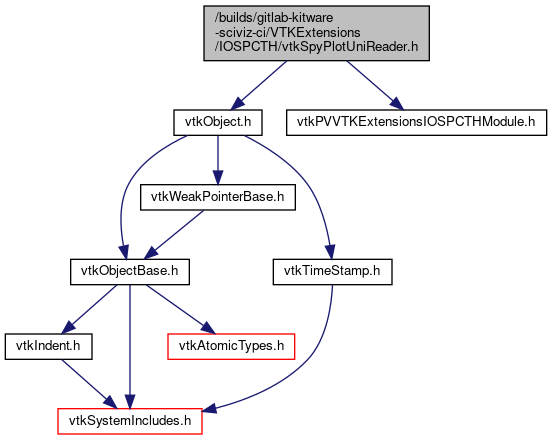 /builds/gitlab-kitware
-sciviz-ci/VTKExtensions
/IOSPCTH/vtkSpyPlotUniReader.h
vtkObject.h
vtkPVVTKExtensionsIOSPCTHModule.h
vtkWeakPointerBase.h
vtkObjectBase.h
vtkTimeStamp.h
vtkIndent.h
vtkAtomicTypes.h
vtkSystemIncludes.h